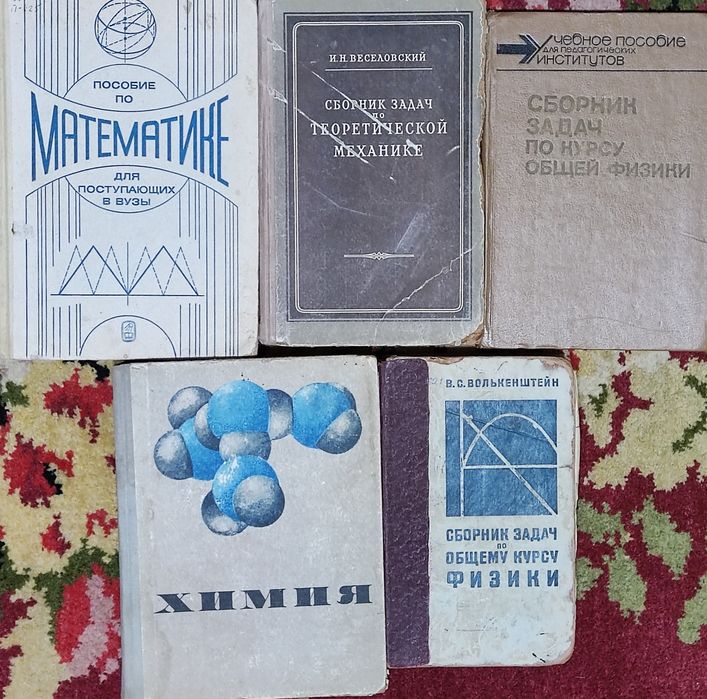 ПОСОБИЕ
ПО
МАТЕМАТИКЕ
ДЛЯ
ПОСТУПАЮЩИХ
В ВУЗЫ
И.Н.ВЕСЕЛОВСКИЙ
СБОРНИК ЗАДАЧ
ПО
ТЕОРЕТИЧЕСКОЙ
МЕХАНИКЕ
Учебное пособие
для педагогических
институтов
СБОРНИК
ЗАДАЧ
ПО КУРСУ
ОБЩЕЙ ФИЗИКИ
ХИМИЯ
В.С.ВОЛЬКЕНШТЕЙН
СБОРНИК ЗАДАЧ
ПО
ОБЩЕМУ КУРСУ
ФИЗИКИ